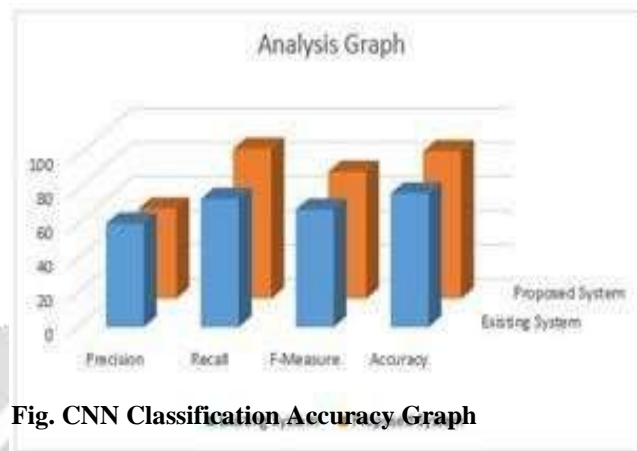 Analysis Graph
100
80
60
40
20
0
Proposed System
Existing System
Precision Recall F-Measure Accuracy
Fig. CNN Classification Accuracy Graph